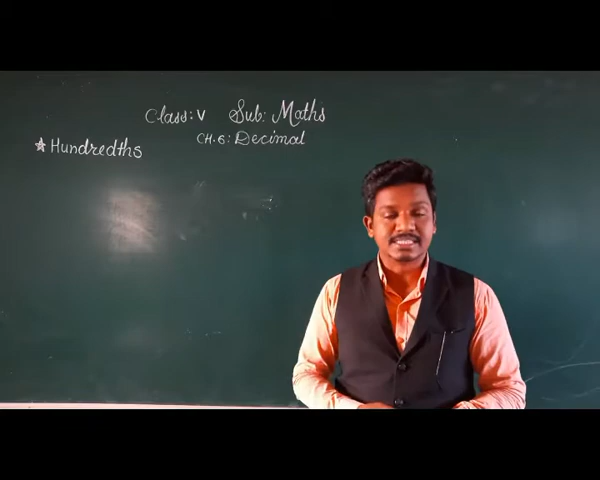 Class: V Sub: Maths
CH.6: Decimal
★ Hundredths